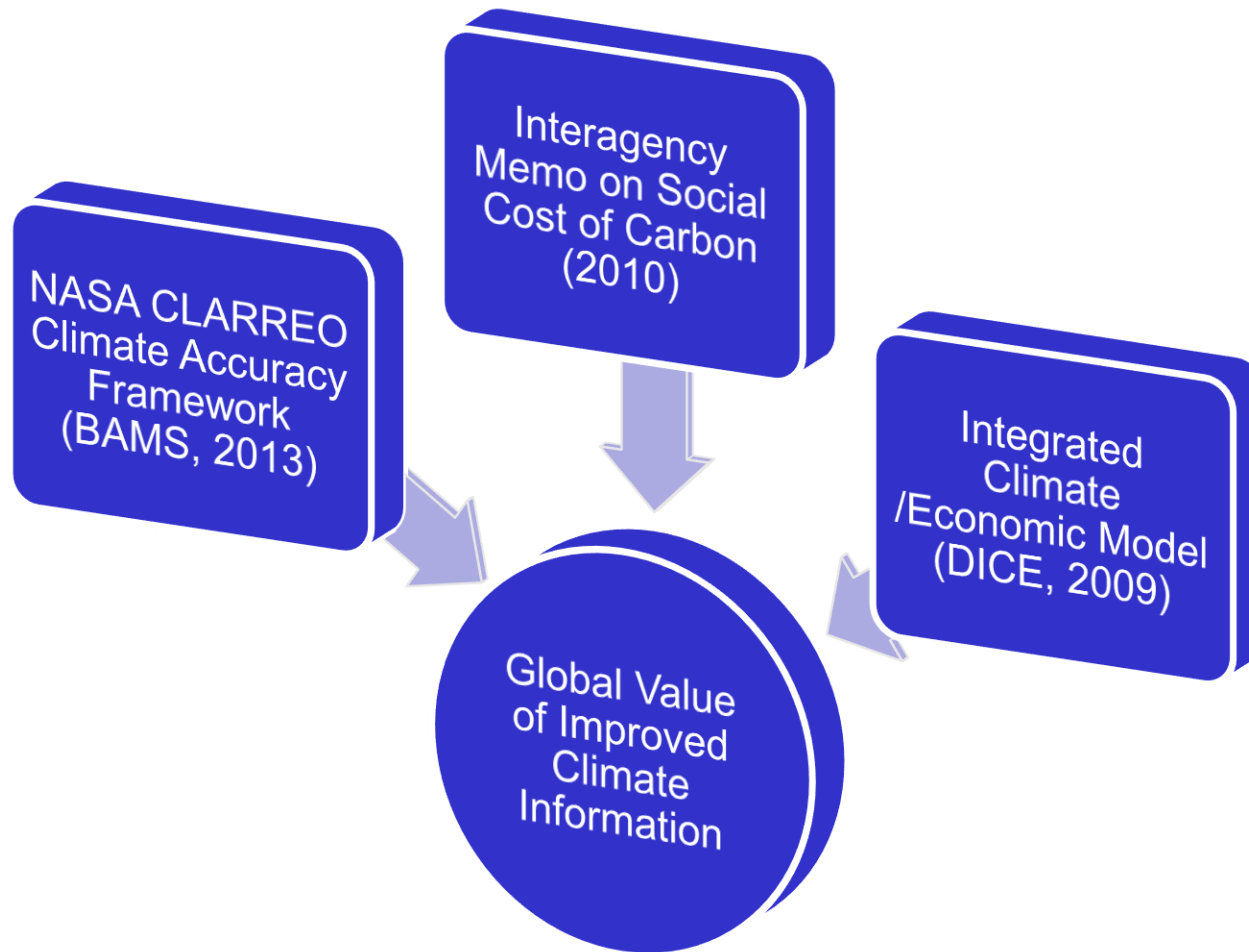 Interagency
Memo on Social
Cost of Carbon
(2010)
NASA CLARREO
Climate Accuracy
Framework
(BAMS, 2013)
Integrated
Climate
/Economic Model
(DICE, 2009)
Global Value
of Improved
Climate
Information